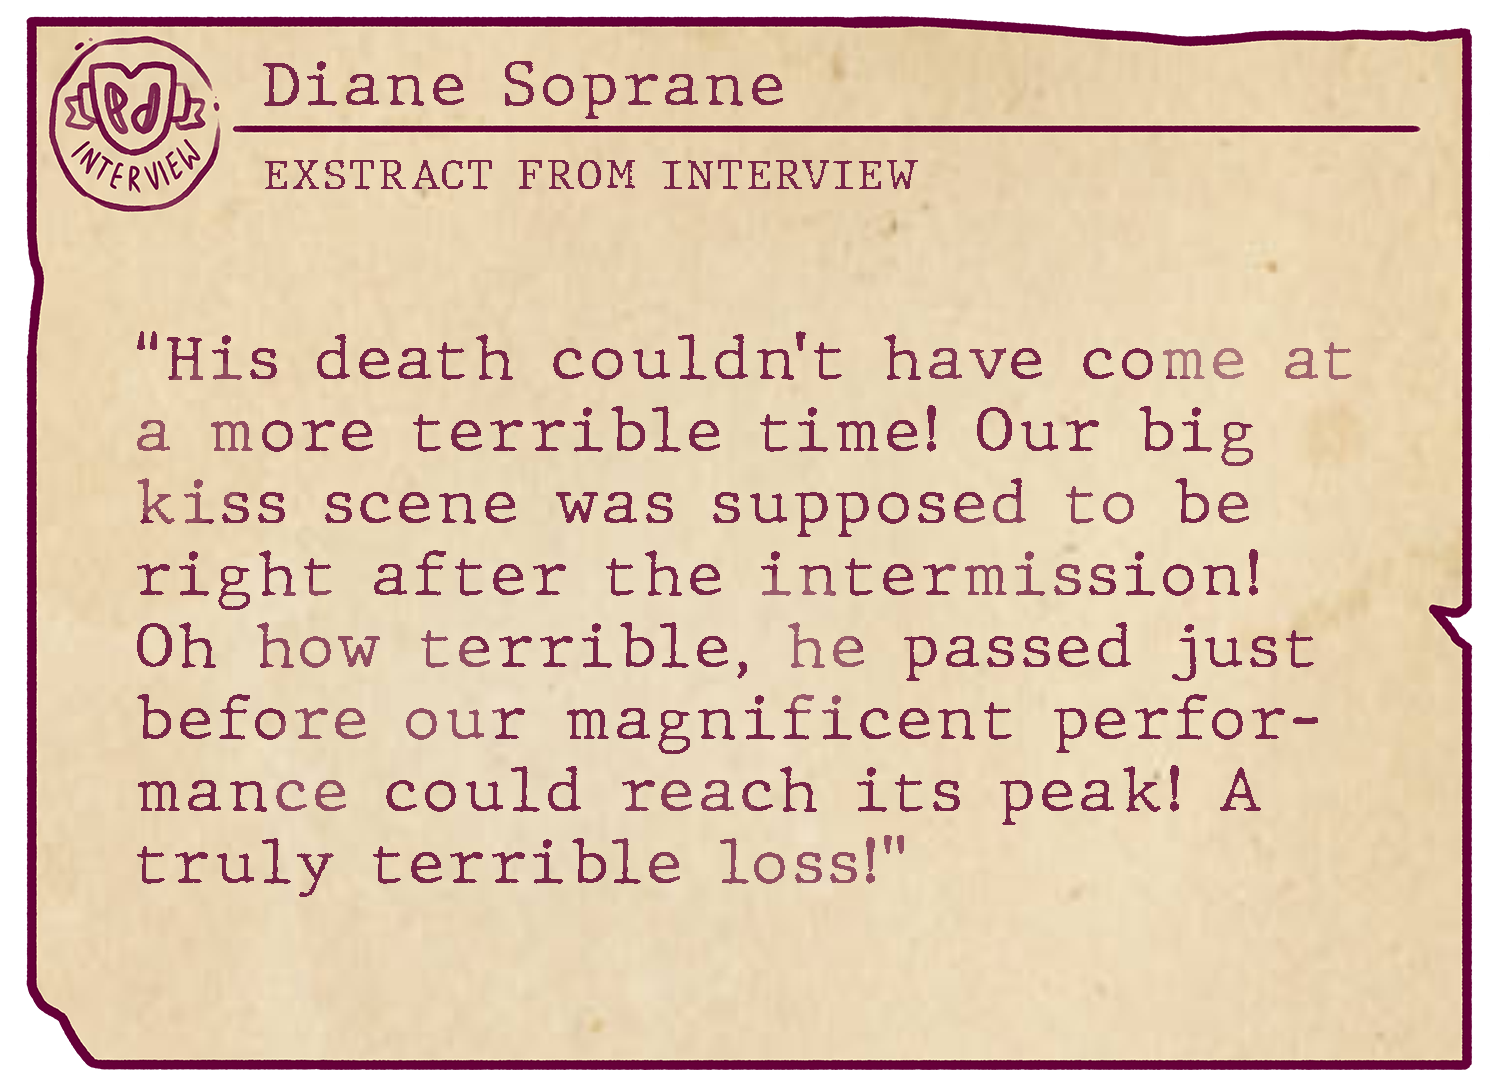 Diane Soprane
Pd
INTERVIEW
EXSTRACT FROM INTERVIEW
"His death couldn't have come at
a more terrible time! Our big
kiss scene was supposed to be
right after the intermission!
Oh how terrible, he passed just
before our magnificent perfor-
mance could reach its peak! A
truly terrible loss!"